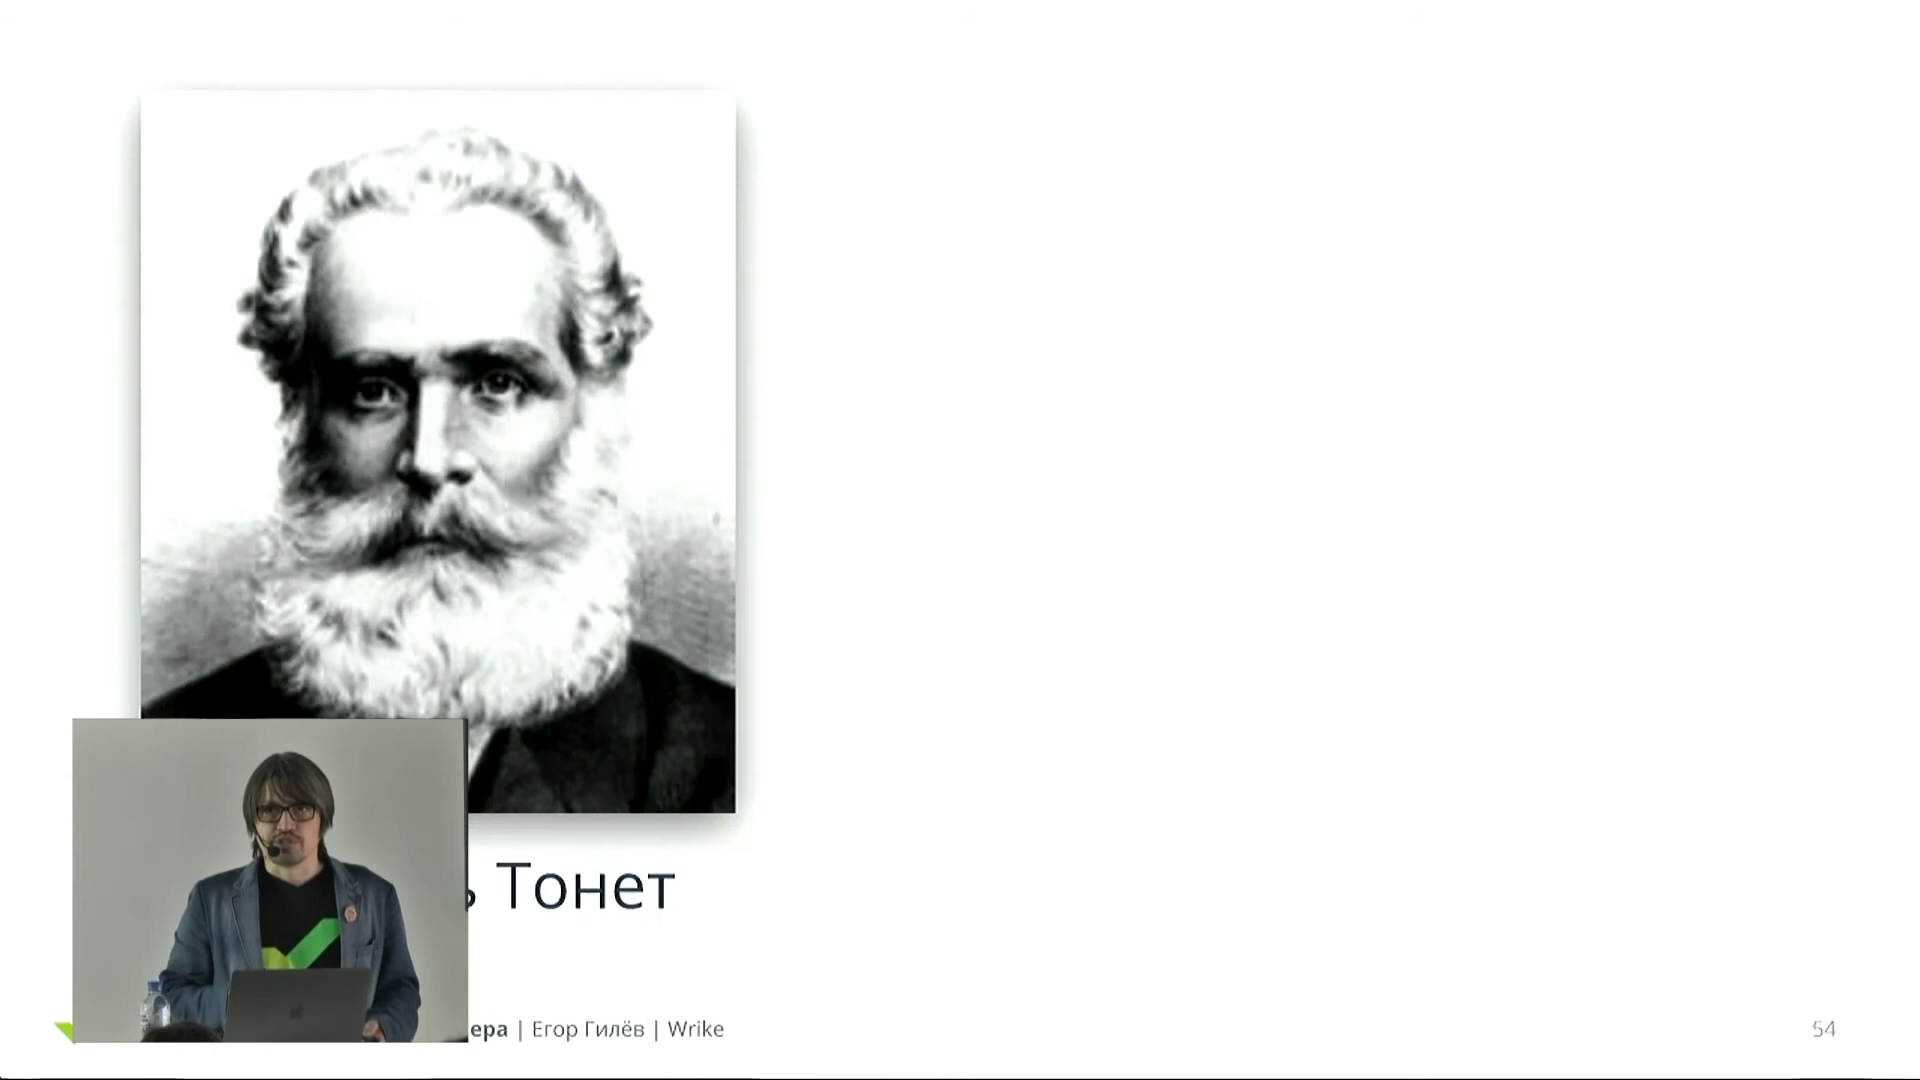 ь Тонет
ера | Егор Гилёв | Wrike
54